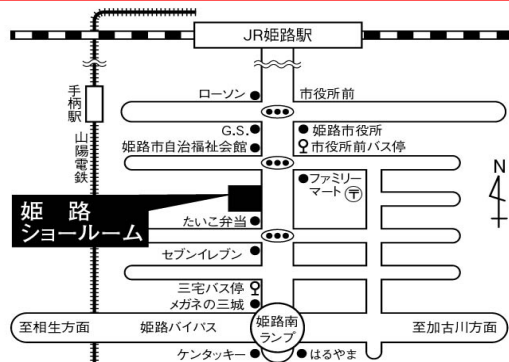 JR姫路駅
ローソン
市役所前
手柄駅
山陽電鉄
G.S.
姫路市役所
姫路市自治福祉会館
市役所前バス停
N
ファミリー
マート 〒
姫路
ショールーム
たいこ弁当
セブンイレブン
三宅バス停
メガネの三城
至相生方面
姫路バイパス
姫路南
ランプ
至加古川方面
ケンタッキー
はるやま